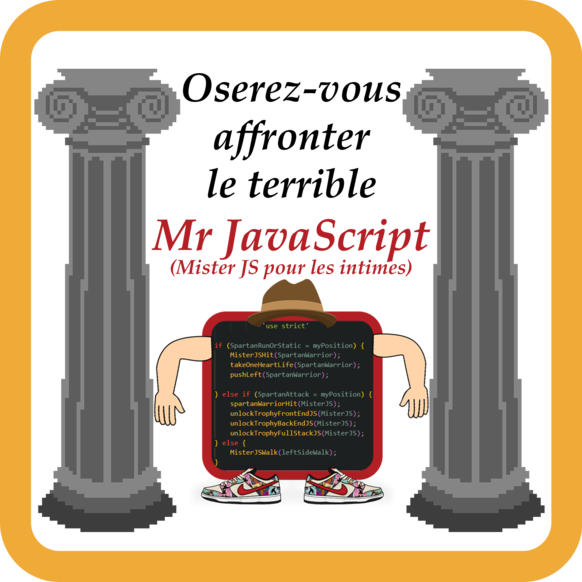 Oserez-vous
affronter
le terrible
Mr JavaScript
(Mister JS pour les intimes)
'use strict'
if (SpartanRunOrStatic = myPosition) {
MisterJSHit(SpartanWarrior);
takeOneHeartLife(SpartanWarrior);
pushLeft(SpartanWarrior);
} else if (SpartanAttack = myPosition) {
spartanWarriorHit(MisterJS);
unlockTrophyFrontEndJS(MisterJS);
unlockTrophyBackEndJS(MisterJS);
unlockTrophyFullStackJS(MisterJS);
} else {
MisterJSWalk(leftSideWalk);
}